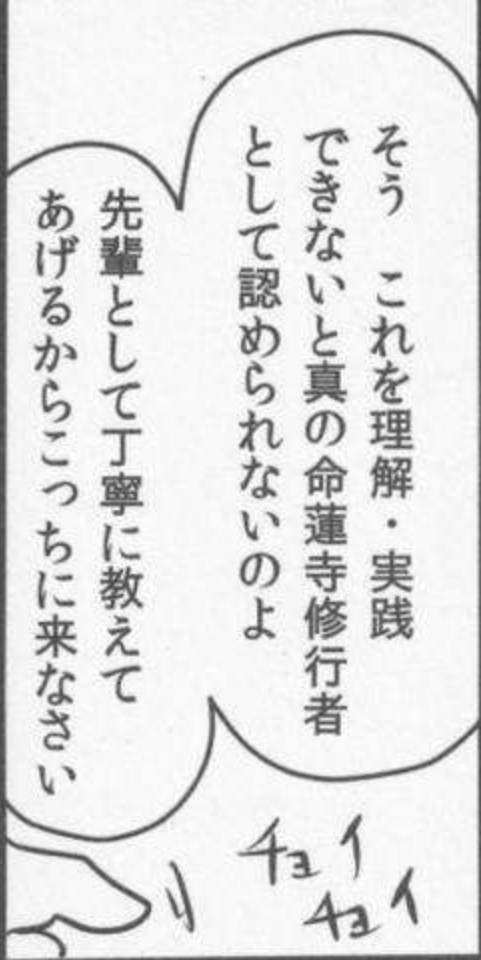 そう　これを理解・実践
できないと真の命蓮寺修行者
として認められないのよ
先輩として丁寧に教えて
あげるからこっちに来なさい
チョイ
チョイ